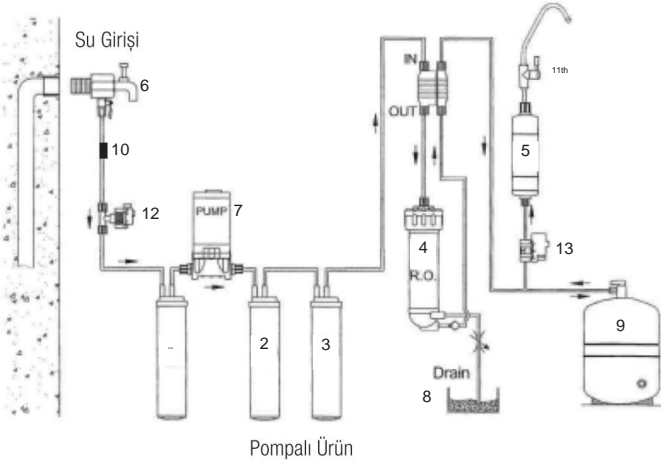 Su Girişi
6
IN
11th
10
OUT
5
12
7
PUMP
4
13
R.O.
--
2
3
9
Drain
8
Pompalı Ürün